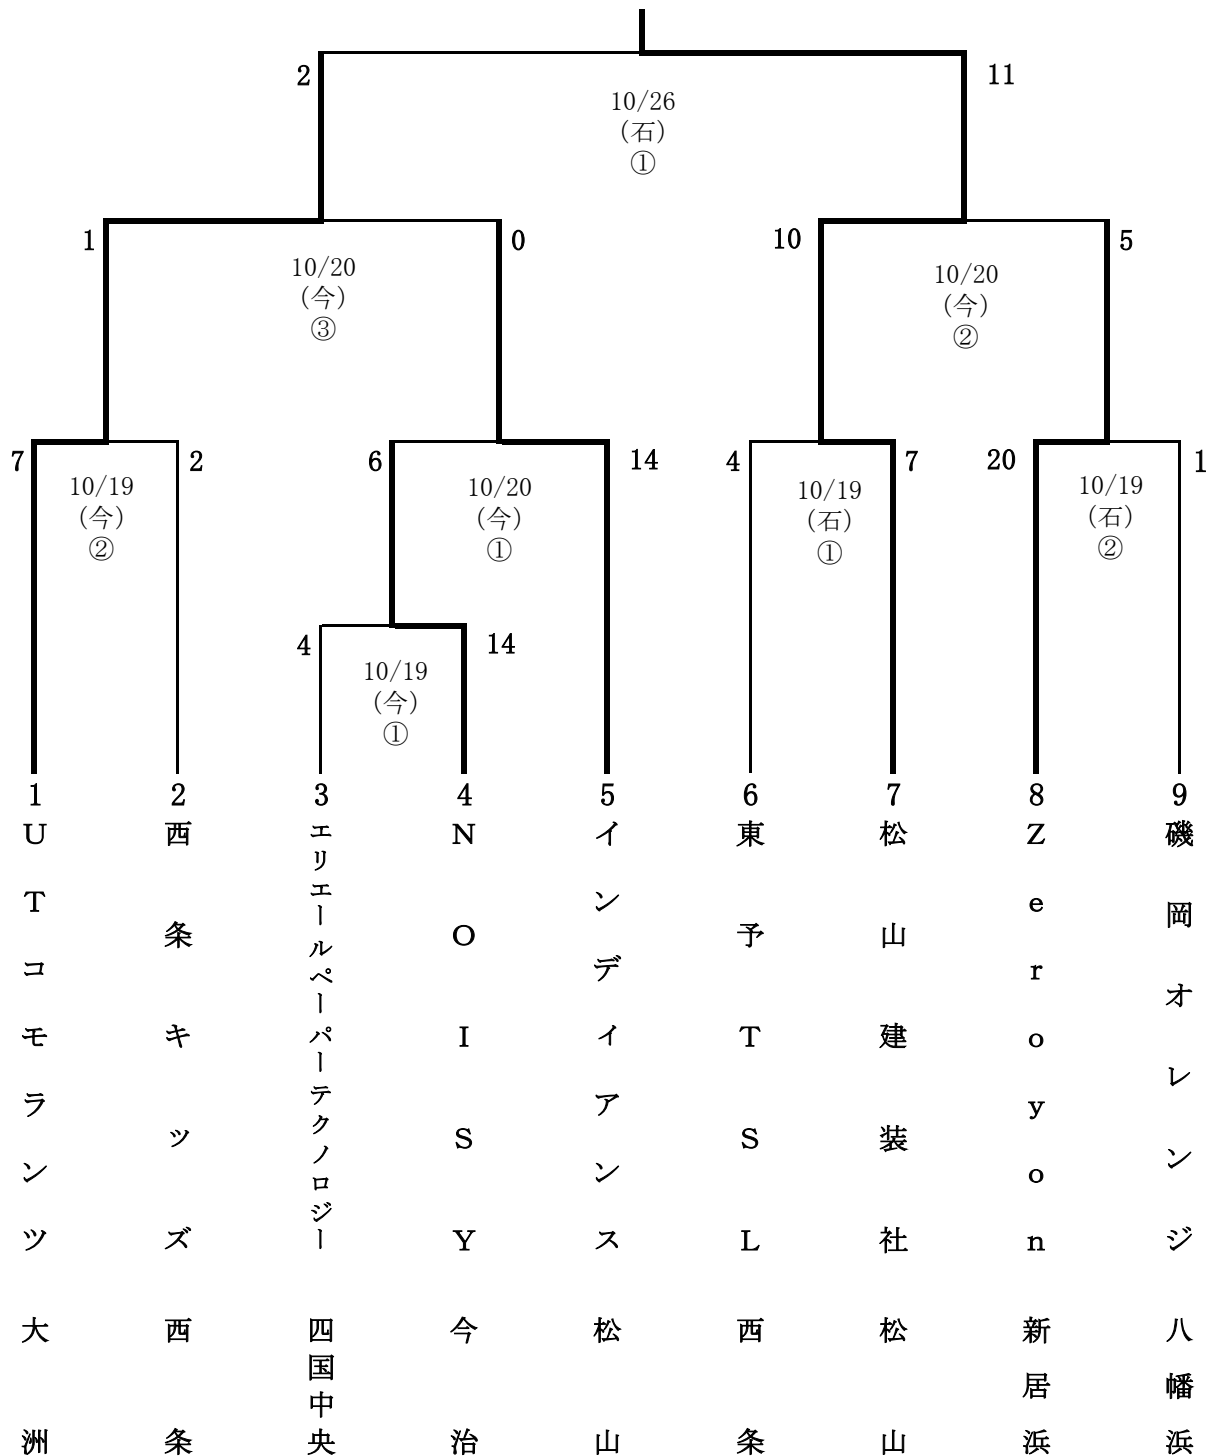 2
11
10/26
(石)
①
1
0
10
5
10/20
(今)
③
10/20
(今)
②
7
2
6
14
4
7
20
1
10/19
(今)
②
10/20
(今)
①
10/19
(石)
①
10/19
(石)
②
4
14
10/19
(今)
①
1
UTコモランツ
大洲
2
西条キッズ
西条
3
エリエールペーパーテクノロジー
四国中央
4
NOISY
今治
5
インディアンス
松山
6
東予TSL
西条
7
松山建装社
松山
8
Zeroyon
新居浜
9
磯岡オレンジ
八幡浜